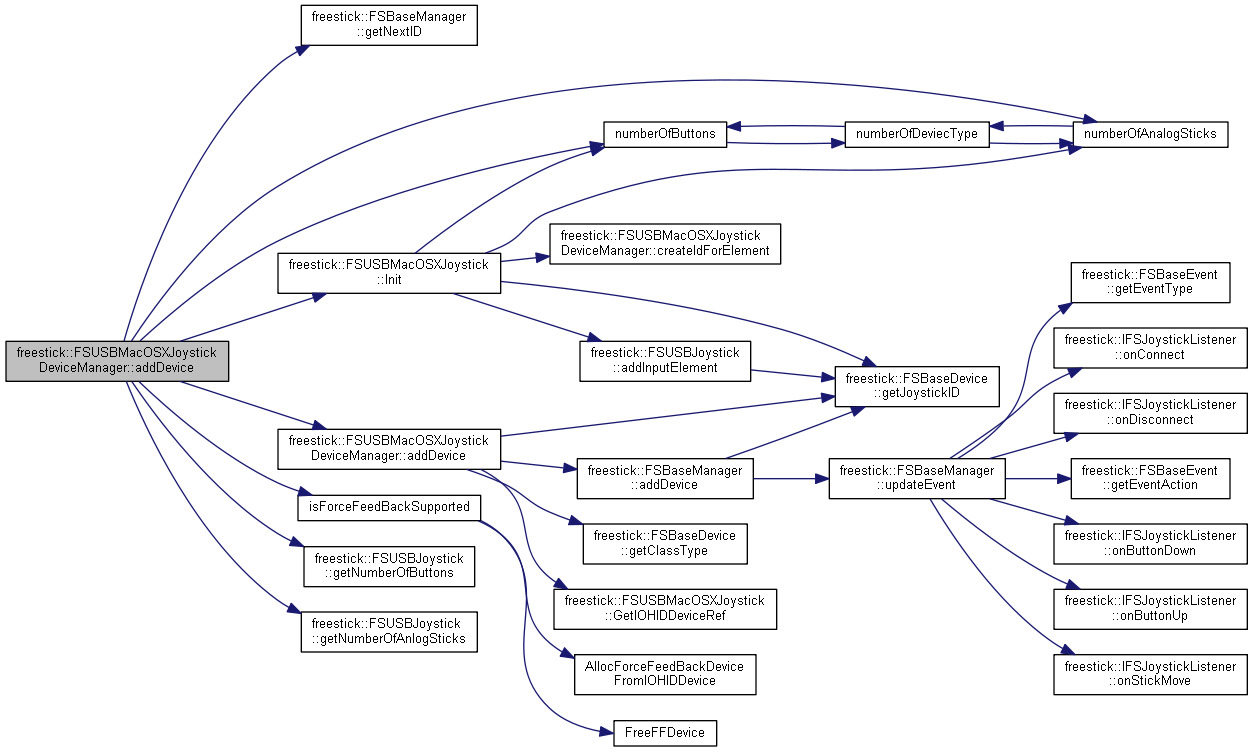 freestick::FSBaseManager
::getNextID
numberOfButtons
numberOfDeviecType
numberOfAnalogSticks
freestick::FSUSBMacOSXJoystick
DeviceManager::createIdForElement
freestick::FSUSBMacOSXJoystick
::Init
freestick::FSBaseEvent
::getEventType
freestick::IFSJoystickListener
::onConnect
freestick::FSUSBMacOSXJoystick
DeviceManager::addDevice
freestick::FSUSBJoystick
::addInputElement
freestick::FSBaseDevice
::getJoystickID
freestick::IFSJoystickListener
::onDisconnect
freestick::FSUSBMacOSXJoystick
DeviceManager::addDevice
freestick::FSBaseManager
::addDevice
freestick::FSBaseManager
::updateEvent
freestick::FSBaseEvent
::getEventAction
isForceFeedBackSupported
freestick::FSBaseDevice
::getClassType
freestick::IFSJoystickListener
::onButtonDown
freestick::FSUSBJoystick
::getNumberOfButtons
freestick::FSUSBMacOSXJoystick
::GetIOHIDDeviceRef
freestick::IFSJoystickListener
::onButtonUp
freestick::FSUSBJoystick
::getNumberOfAnlogSticks
AllocForceFeedBackDevice
FromIOHIDDevice
freestick::IFSJoystickListener
::onStickMove
FreeFFDevice